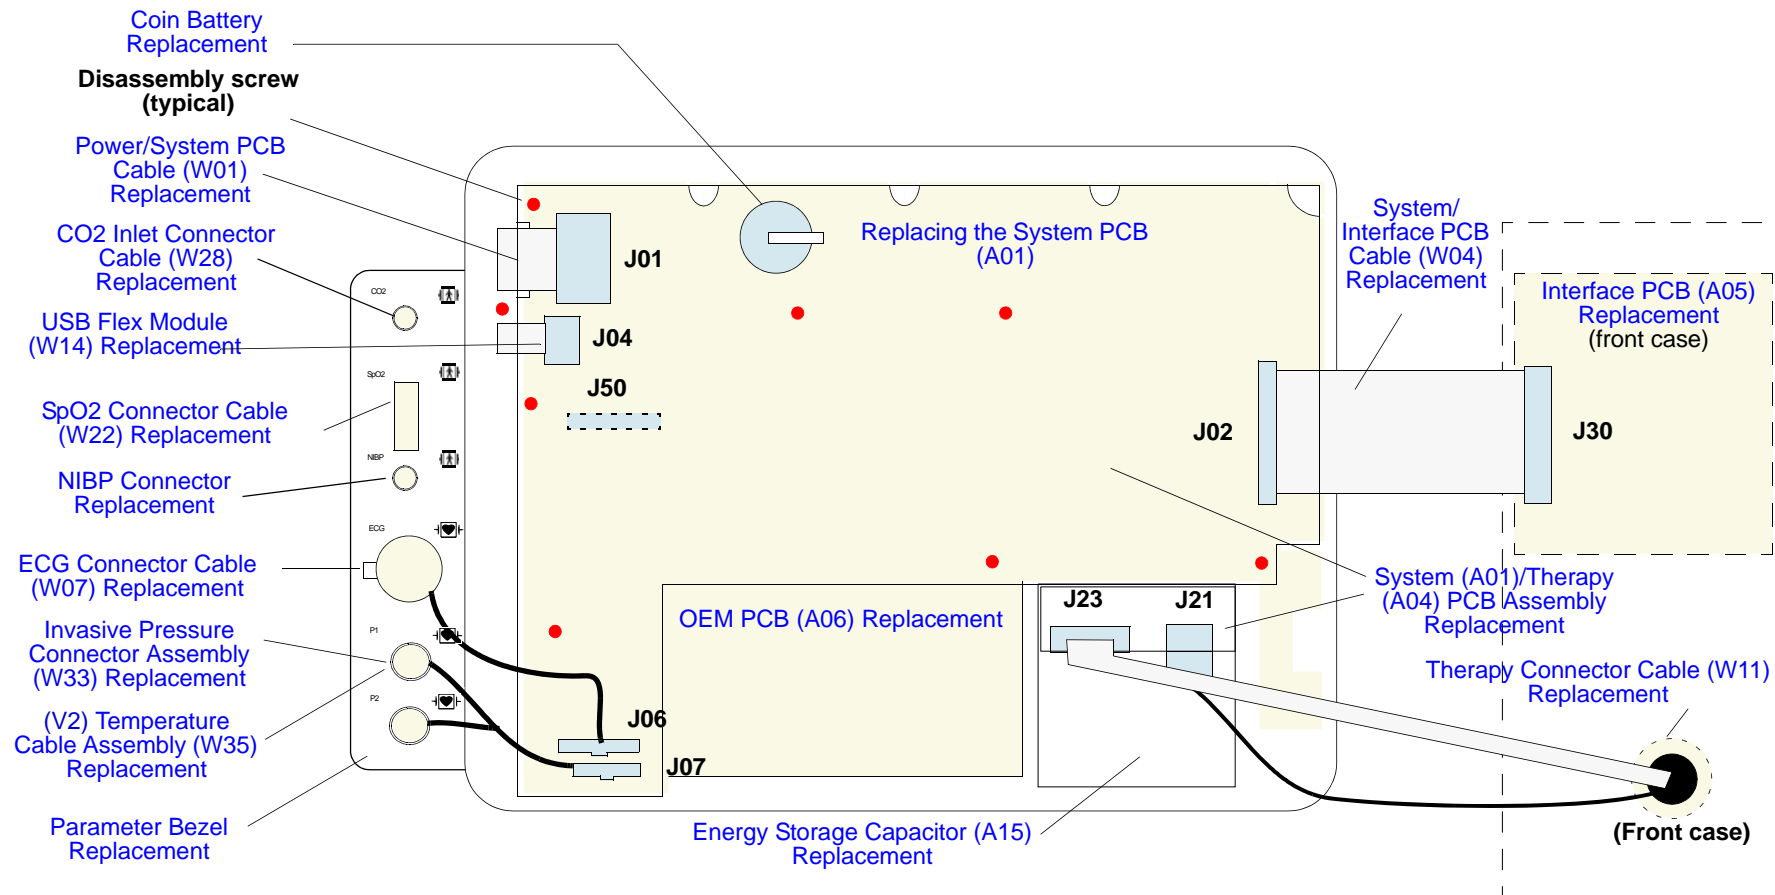 Coin Battery
Replacement
Disassembly screw
(typical)
Power/System PCB
Cable (W01)
Replacement
CO2 Inlet Connector
Cable (W28)
Replacement
USB Flex Module
(W14) Replacement
SpO2 Connector Cable
(W22) Replacement
NIBP Connector
Replacement
ECG Connector Cable
(W07) Replacement
Invasive Pressure
Connector Assembly
(W33) Replacement
(V2) Temperature
Cable Assembly (W35)
Replacement
Parameter Bezel
Replacement
CO2
SpO2
NIBP
ECG
P1
P2
J01
J04
J50
J06
J07
Replacing the System PCB
(A01)
OEM PCB (A06) Replacement
J23
J21
J02
J30
System/
Interface PCB
Cable (W04)
Replacement
Interface PCB (A05)
Replacement
(front case)
System (A01)/Therapy
(A04) PCB Assembly
Replacement
Therapy Connector Cable (W11)
Replacement
(Front case)
Energy Storage Capacitor (A15)
Replacement